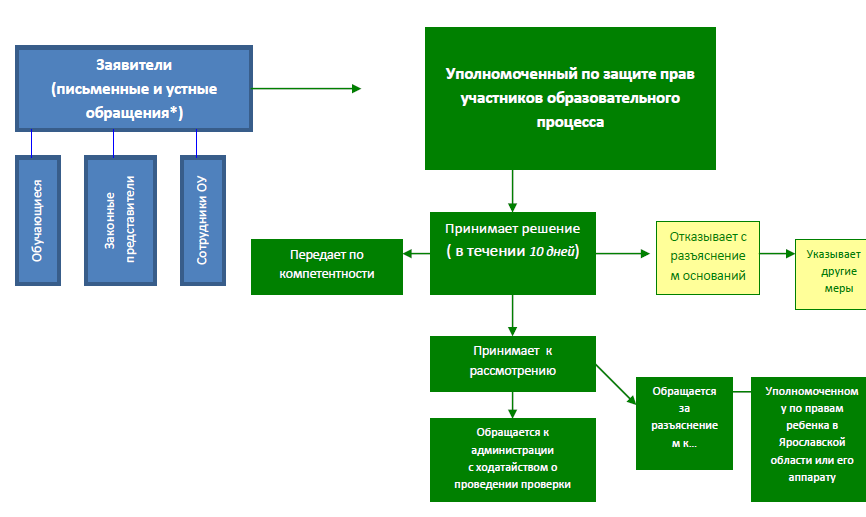 Заявители
(письменные и устные
обращения*)
Обучающиеся
Законные
представители
Сотрудники ОУ
Уполномоченный по защите прав
участников образовательного
процесса
Принимает решение
( в течении 10 дней)
Передает по
компетентности
Отказывает с
разъяснение
м оснований
Указывает
другие
меры
Принимает к
рассмотрению
Обращается к
администрации
с ходатайством о
проведении проверки
Обращается
за
разъяснение
м к...
Уполномоченном
у по правам
ребенка в
Ярославской
области или его
аппарату